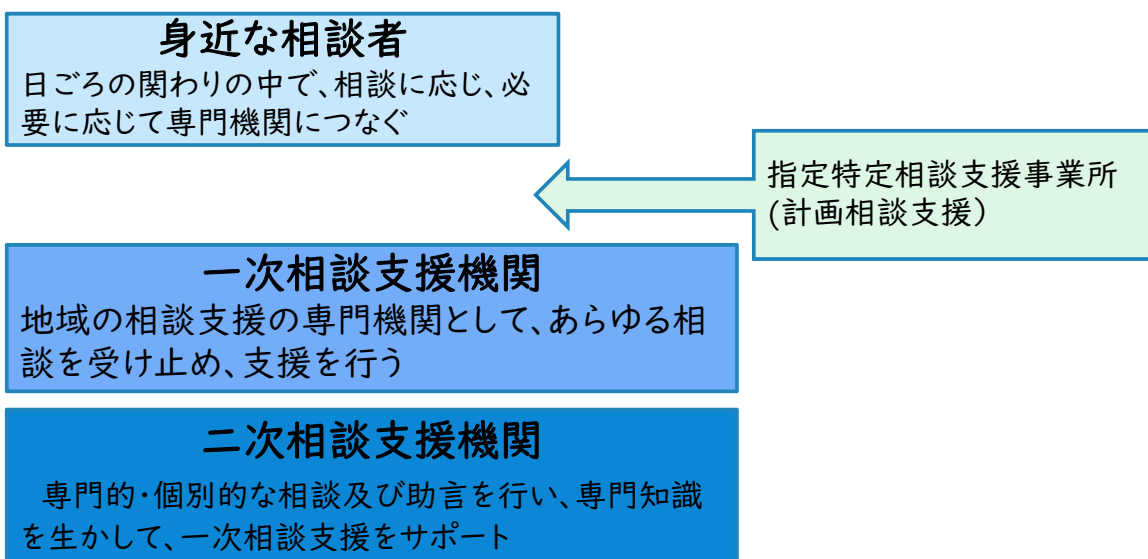 身近な相談者
日ごろの関わりの中で、相談に応じ、必
要に応じて専門機関につなぐ
指定特定相談支援事業所
(計画相談支援）
一次相談支援機関
地域の相談支援の専門機関として、あらゆる相
談を受け止め、支援を行う
二次相談支援機関
専門的・個別的な相談及び助言を行い、専門知識
を生かして、一次相談支援をサポート